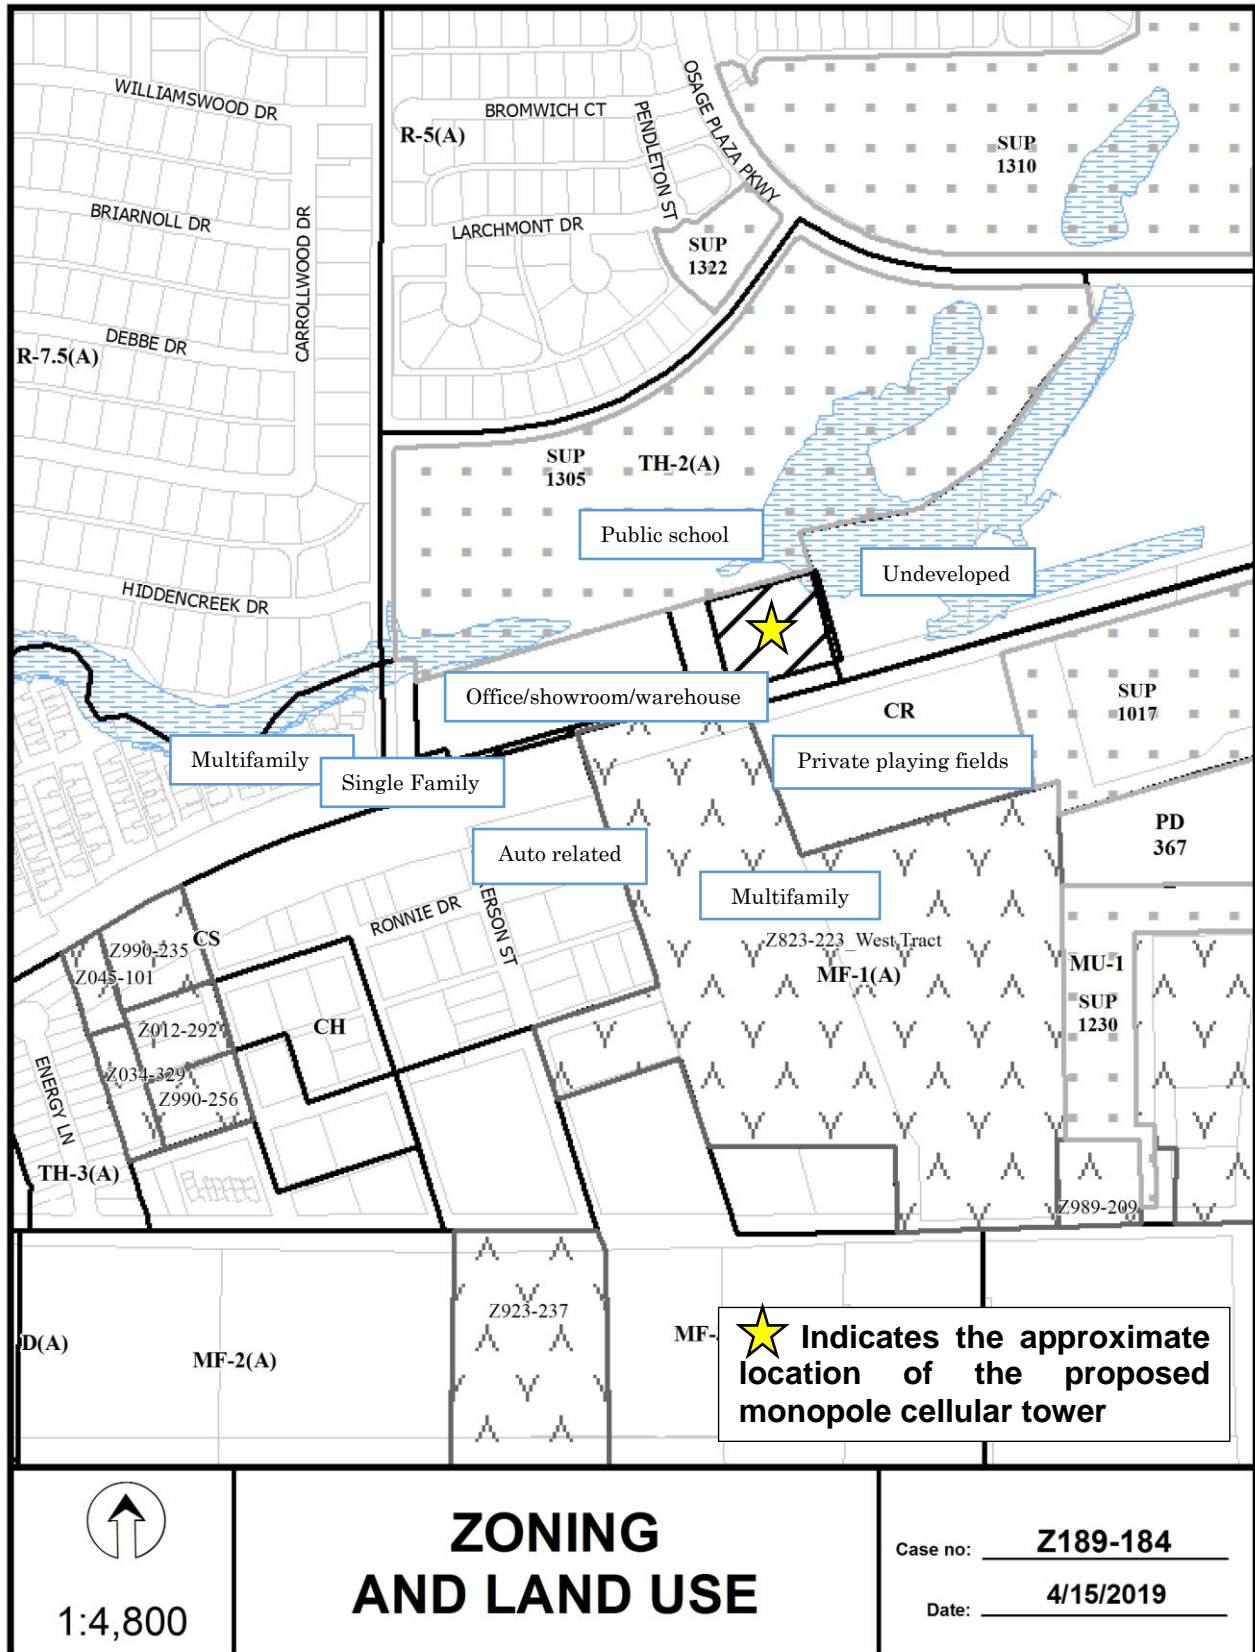 WILLIAMSWOOD DR
BROMWICH CT
R-5(A)
PENDLETON ST
OSAGE PLAZA PKWY
SUP
1310
BRIARNOLL DR
CARROLLWOOD DR
LARCHMONT DR
SUP
1322
DEBBE DR
R-7.5(A)
SUP
1305
TH-2(A)
Public school
Undeveloped
HIDDENCREEK DR
Office/showroom/warehouse
CR
SUP
1017
Multifamily
Single Family
Private playing fields
PD
367
Auto related
Multifamily
ERSON ST
RONNIE DR
Z990-235
CS
Z045-101
Z823-223_West Tract
MF-1(A)
MU-1
SUP
1230
Z012-292
CH
Z034-329
Z990-256
ENERGY LN
TH-3(A)
Z989-209
Z923-237
D(A)
MF-2(A)
MF-
Indicates the approximate
location of the proposed
monopole cellular tower
1:4,800
ZONING
AND LAND USE
Case no: Z189-184
Date: 4/15/2019